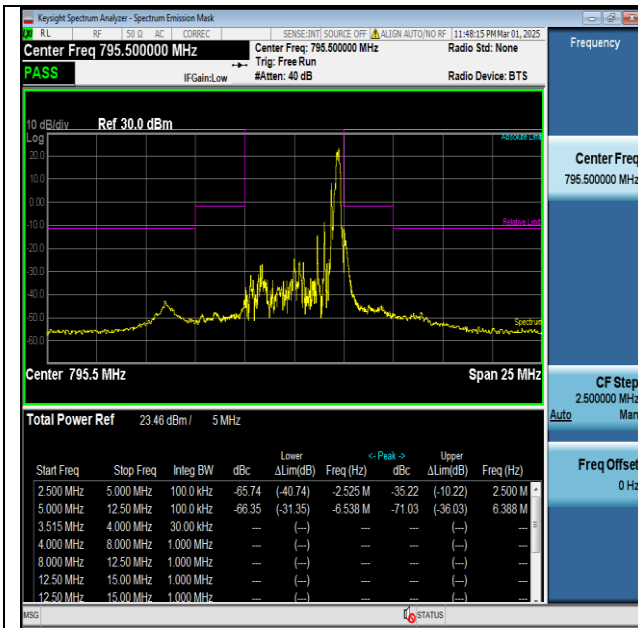 Keysight Spectrum Analyzer - Spectrum Emission Mask
RL RF 50 Ω AC CORREC SENSE:INT SOURCE OFF ALIGN AUTO/NO RF 11:48:15 PM Mar 01, 2025
Center Freq 795.500000 MHz
Center Freq: 795.500000 MHz Radio Std: None
Trig: Free Run
PASS IFGain:Low #Atten: 40 dB Radio Device: BTS
10 dB/div Ref 30.0 dBm
Log
Absolute Limit
20.0
10.0
0.00
-10.0
Relative Limit
-20.0
-30.0
-40.0
-50.0
Spectrum
-60.0
Center 795.5 MHz Span 25 MHz
Total Power Ref 23.46 dBm / 5 MHz
Lower <- Peak -> Upper
Start Freq Stop Freq Integ BW dBc ΔLim(dB) Freq (Hz) dBc ΔLim(dB) Freq (Hz)
2.500 MHz 5.000 MHz 100.0 kHz -65.74 (-40.74) -2.525 M -35.22 (-10.22) 2.500 M
5.000 MHz 12.50 MHz 100.0 kHz -66.35 (-31.35) -6.538 M -71.03 (-36.03) 6.388 M
3.515 MHz 4.000 MHz 30.00 kHz --- (---) --- --- (---) ---
4.000 MHz 8.000 MHz 1.000 MHz --- (---) --- --- (---) ---
8.000 MHz 12.50 MHz 1.000 MHz --- (---) --- --- (---) ---
12.50 MHz 15.00 MHz 1.000 MHz --- (---) --- --- (---) ---
12.50 MHz 15.00 MHz 1.000 MHz --- (---) --- --- (---) ---
MSG STATUS
Frequency
Center Freq
795.500000 MHz
CF Step
2.500000 MHz
Auto Man
Freq Offset
0 Hz